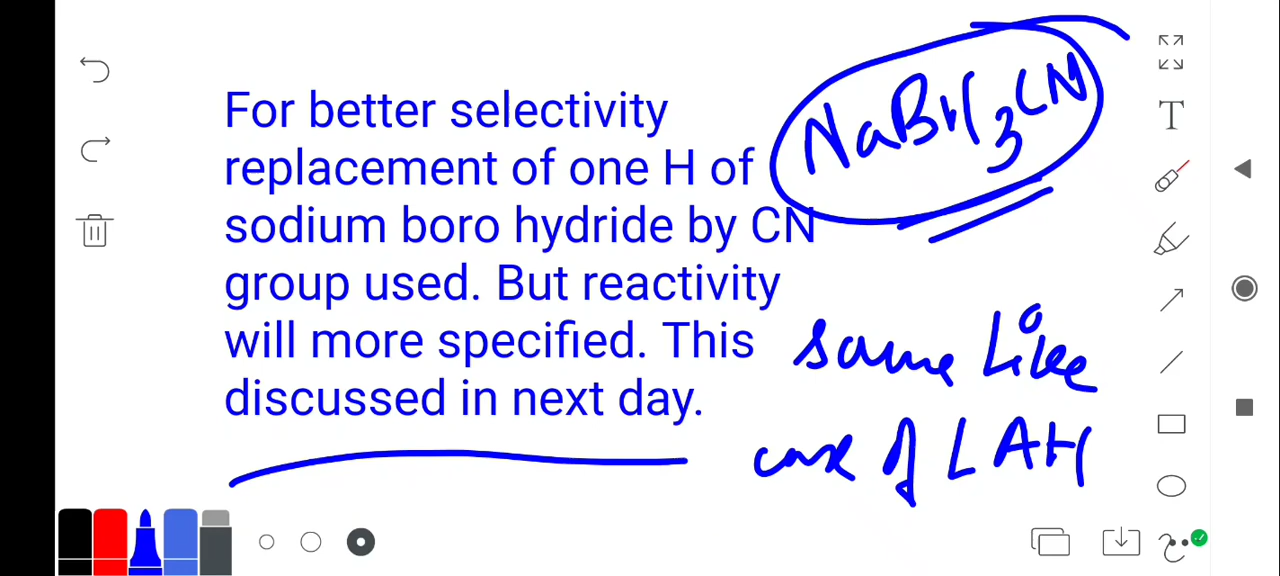 For better selectivity
replacement of one H of
sodium boro hydride by CN
group used. But reactivity
will more specified. This
discussed in next day.
NaBH3CN
same like
case of LAH
T